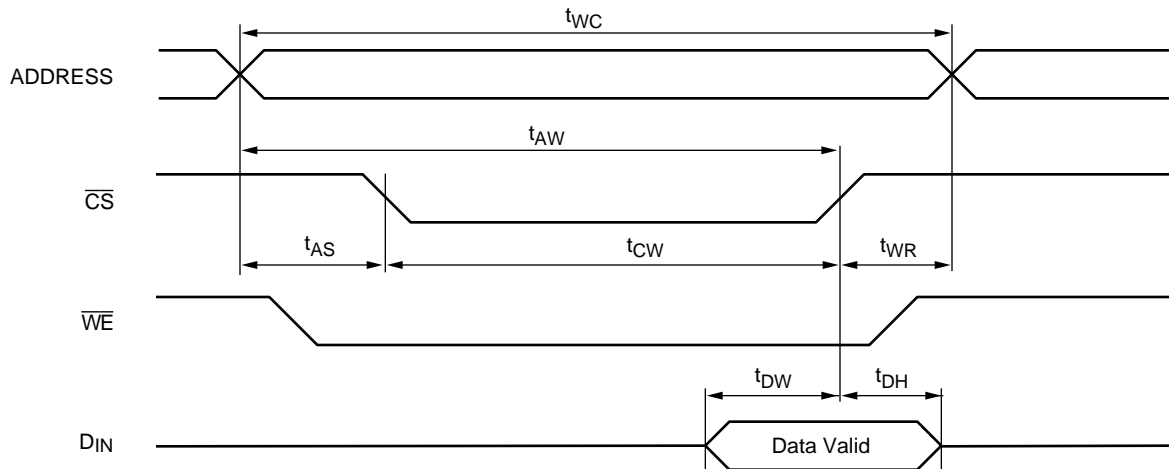 tWC
ADDRESS
tAW
CS
tAS
tCW
tWR
WE
tDW
tDH
DIN
Data Valid